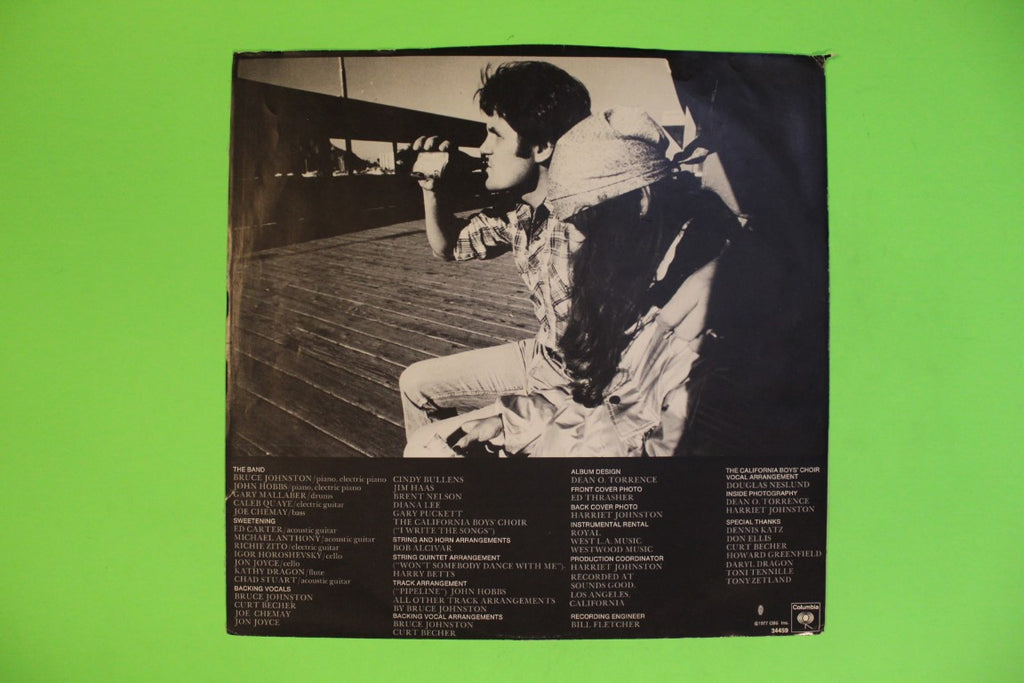 THE BAND
BRUCE JOHNSTON/piano, electric piano
JOHN HOBBS/piano, electric piano
GARY MALLABER/drums
CALEB QUAYE/electric guitar
JOE CHEMAY/bass
SWEETENING
ED CARTER/acoustic guitar
MICHAEL ANTHONY/acoustic guitar
RICHIE ZITO/electric guitar
IGOR HOROSHEVSKY/cello
JON JOYCE/cello
KATHY DRAGON/flute
CHAD STUART/acoustic guitar
BACKING VOCALS
BRUCE JOHNSTON
CURT BECHER
JOE CHEMAY
JON JOYCE
CINDY BULLENS
JIM HAAS
BRENT NELSON
DIANA LEE
GARY PUCKETT
THE CALIFORNIA BOYS' CHOIR
("I WRITE THE SONGS")
STRING AND HORN ARRANGEMENTS
BOB ALCIVAR
STRING QUINTET ARRANGEMENT
("WON'T SOMEBODY DANCE WITH ME")
HARRY BETTS
TRACK ARRANGEMENT
("PIPELINE") JOHN HOBBS
ALL OTHER TRACK ARRANGEMENTS
BY BRUCE JOHNSTON
BACKING VOCAL ARRANGEMENTS
BRUCE JOHNSTON
CURT BECHER
ALBUM DESIGN
DEAN O. TORRENCE
FRONT COVER PHOTO
ED THRASHER
BACK COVER PHOTO
HARRIET JOHNSTON
INSTRUMENTAL RENTAL
ROYAL
WEST L.A. MUSIC
WESTWOOD MUSIC
PRODUCTION COORDINATOR
HARRIET JOHNSTON
RECORDED AT
SOUNDS GOOD,
LOS ANGELES,
CALIFORNIA
RECORDING ENGINEER
BILL FLETCHER
THE CALIFORNIA BOYS' CHOIR
VOCAL ARRANGEMENT
DOUGLAS NESLUND
INSIDE PHOTOGRAPHY
DEAN O. TORRENCE
HARRIET JOHNSTON
SPECIAL THANKS
DENNIS KATZ
DON ELLIS
CURT BECHER
HOWARD GREENFIELD
DARYL DRAGON
TONI TENNILLE
TONY ZETLAND
©1977 CBS Inc.
34459
Columbia